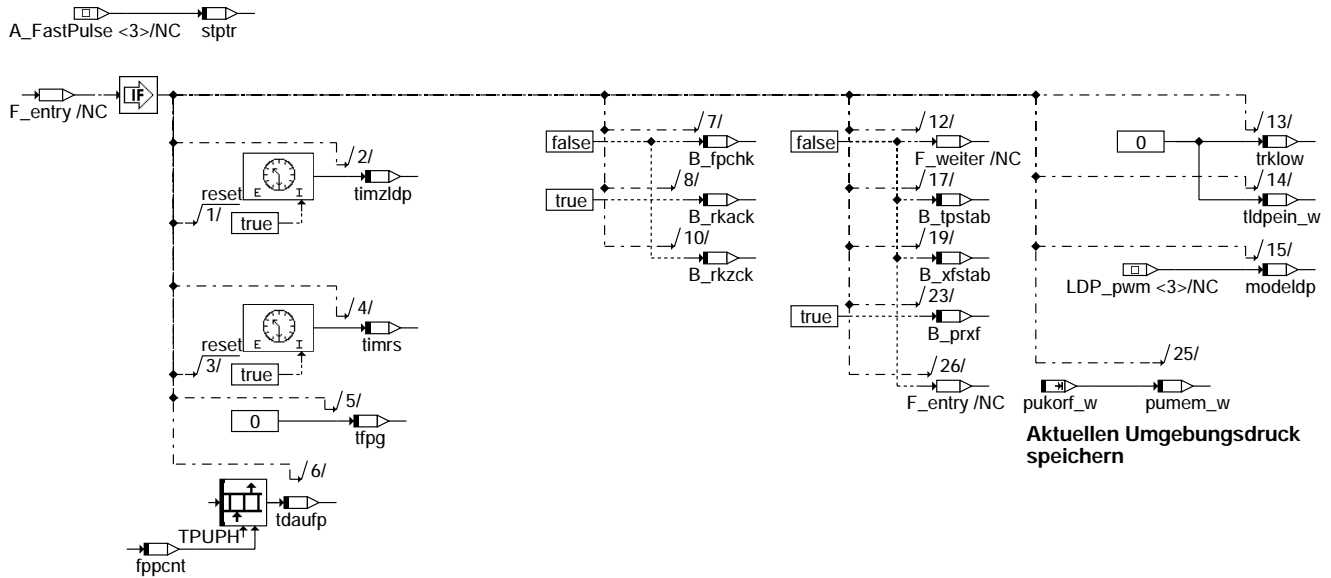 A_FastPulse <3>/NC
stptr
F_entry /NC
IF
2/
reset
E I
timzldp
1/
true
4/
reset
E I
timrs
3/
true
5/
0
tfpg
6/
tdaufp
TPUPH
fppcnt
7/
false
B_fpchk
8/
true
B_rkack
10/
B_rkzck
12/
false
F_weiter /NC
17/
B_tpstab
19/
B_xfstab
23/
true
B_prxf
26/
F_entry /NC
13/
0
trklow
14/
tldpein_w
15/
LDP_pwm <3>/NC
modeldp
25/
pukorf_w
pumem_w
Aktuellen Umgebungsdruck
speichern